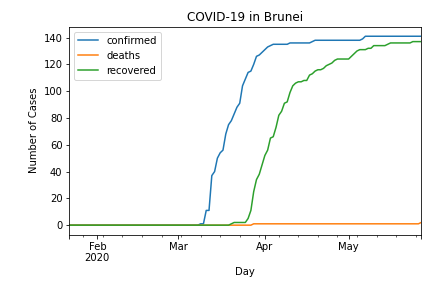 COVID-19 in Brunei
confirmed
deaths
recovered
140
120
100
80
60
40
20
0
Number of Cases
Feb
2020
Mar
Apr
May
Day